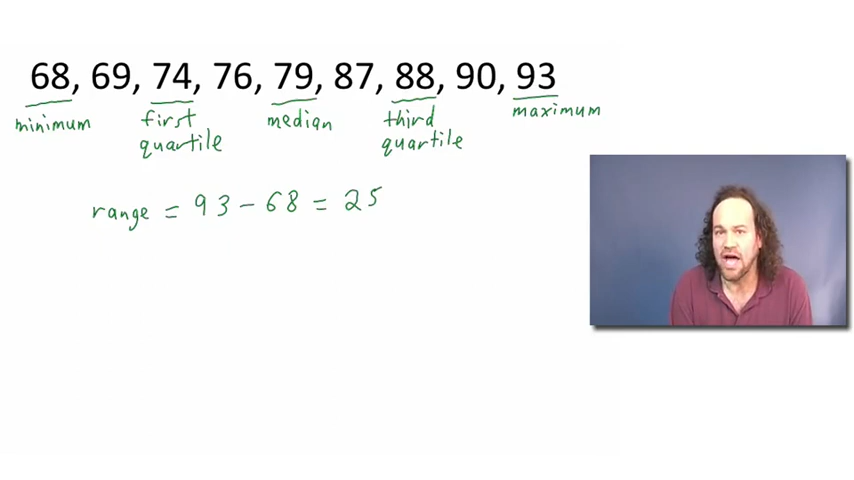 68, 69, 74, 76, 79, 87, 88, 90, 93
minimum first quartile median third quartile maximum
range = 93 - 68 = 25